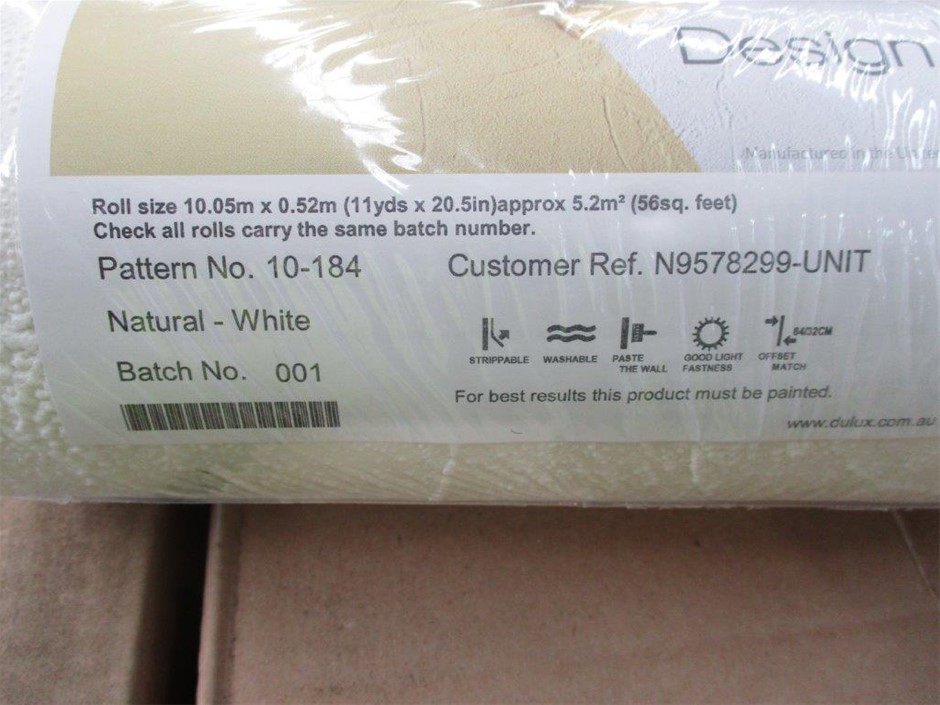 Design
Manufactured in the
Roll size 10.05m x 0.52m (11yds x 20.5in)approx 5.2m² (56sq. feet)
Check all rolls carry the same batch number.
Pattern No. 10-184 Customer Ref. N9578299-UNIT
Natural - White
64/32CM
STRIPPABLE WASHABLE PASTE THE WALL GOOD LIGHT FASTNESS OFFSET MATCH
Batch No. 001
For best results this product must be painted.
www.dulux.com.au